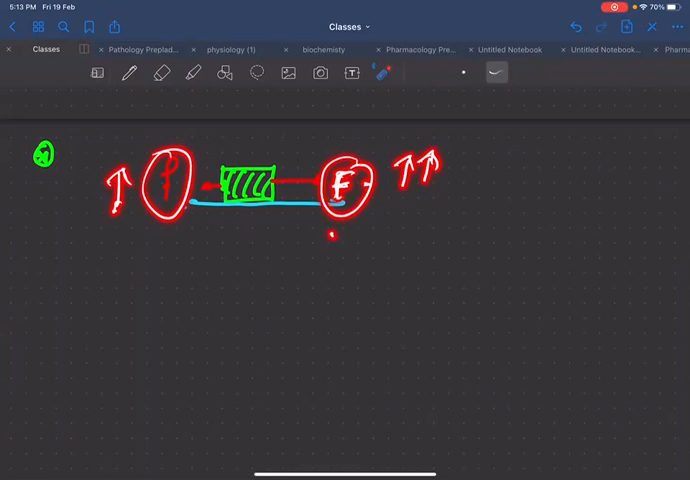 5:13 PM Fri 19 Feb 70%
Classes
Classes Pathology Preplad... physiology (1) biochemisty Pharmacology Pre... Untitled Notebook Untitled Notebook... Pharma
T
↑ P F ↑↑